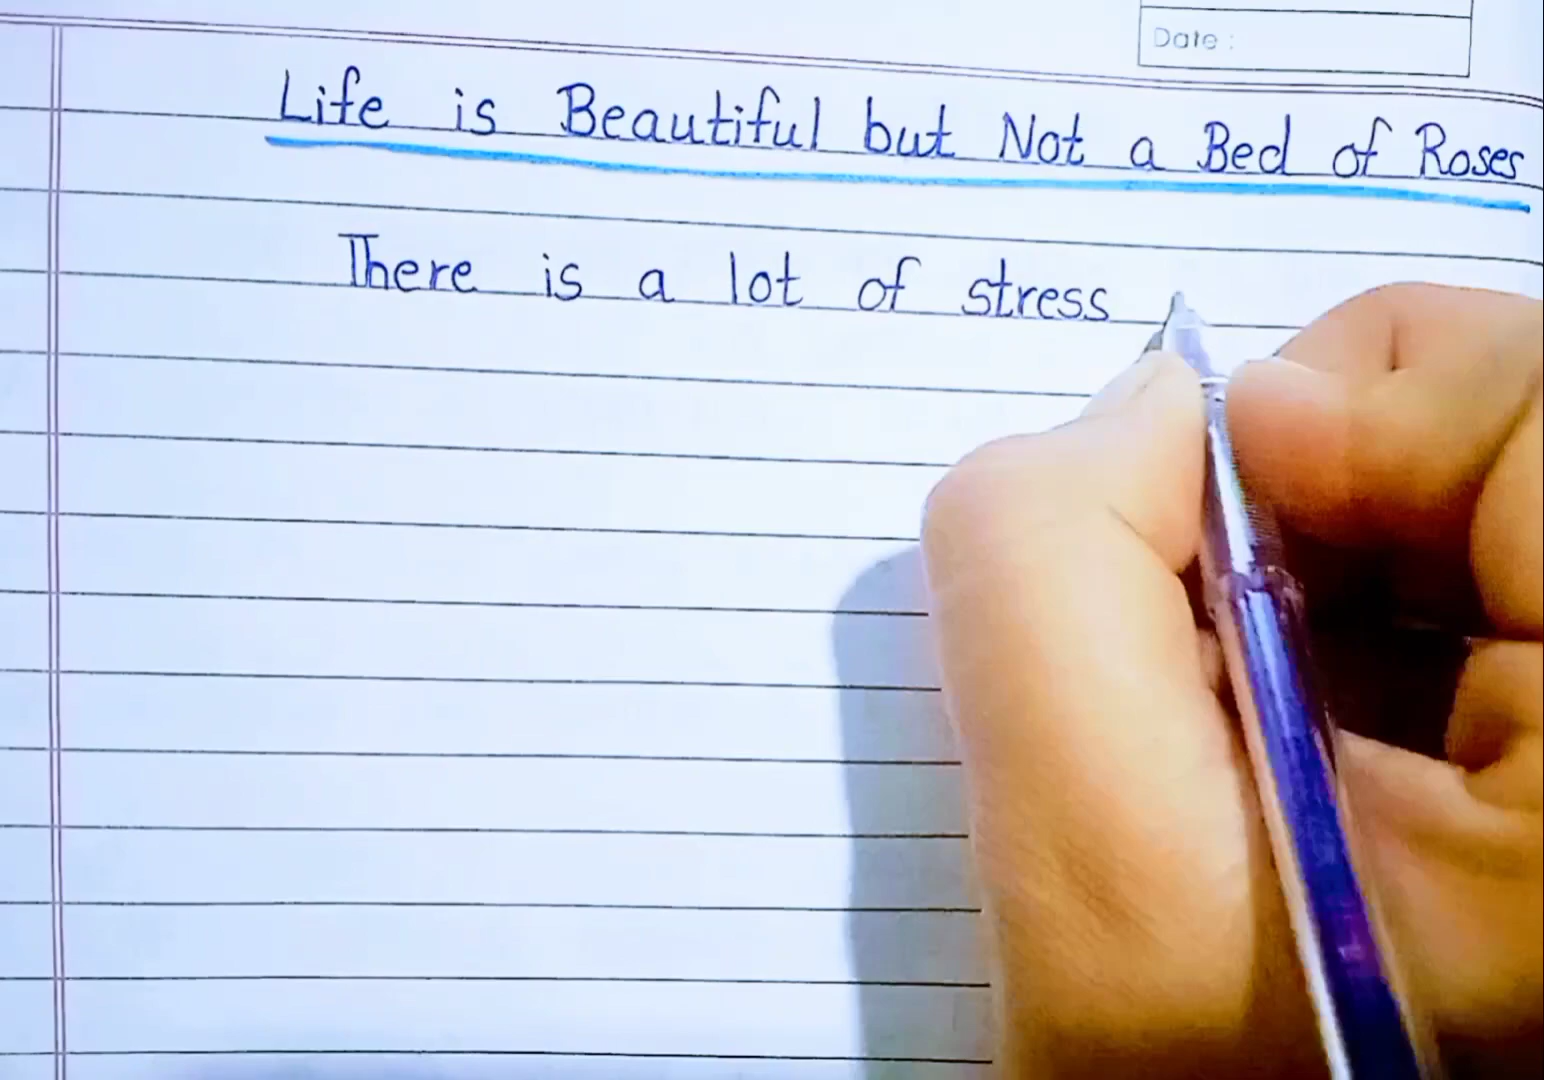 Date :
Life is Beautiful but Not a Bed of Roses
There is a lot of stress